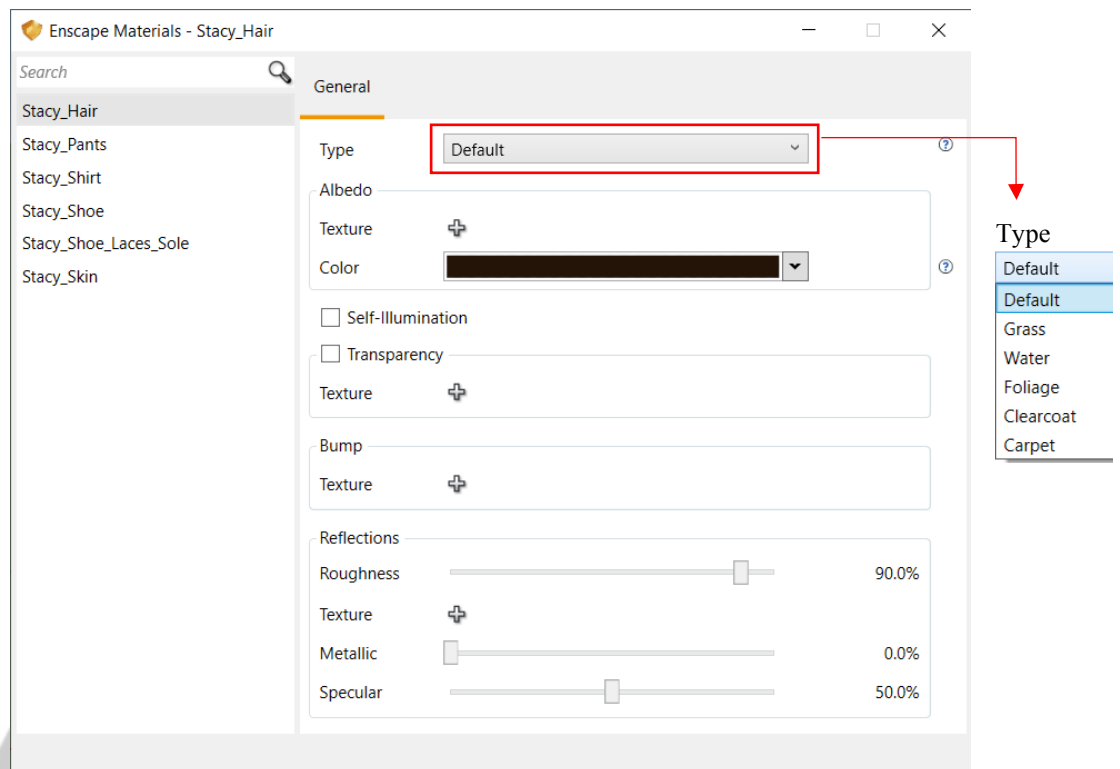 Enscape Materials - Stacy_Hair
Search
Stacy_Hair
Stacy_Pants
Stacy_Shirt
Stacy_Shoe
Stacy_Shoe_Laces_Sole
Stacy_Skin
General
Type Default ?
Albedo
Texture
Color ?
Self-Illumination
Transparency
Texture
Bump
Texture
Reflections
Roughness 90.0%
Texture
Metallic 0.0%
Specular 50.0%
Type
Default
Default
Grass
Water
Foliage
Clearcoat
Carpet